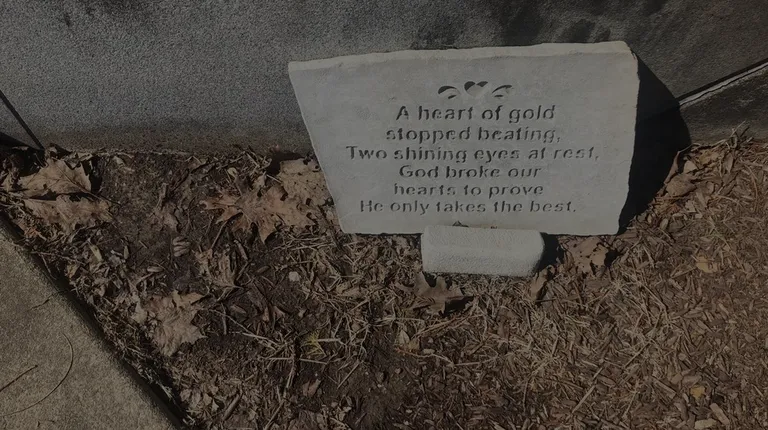 A heart of gold
stopped beating,
Two shining eyes at rest,
God broke our
hearts to prove
He only takes the best.